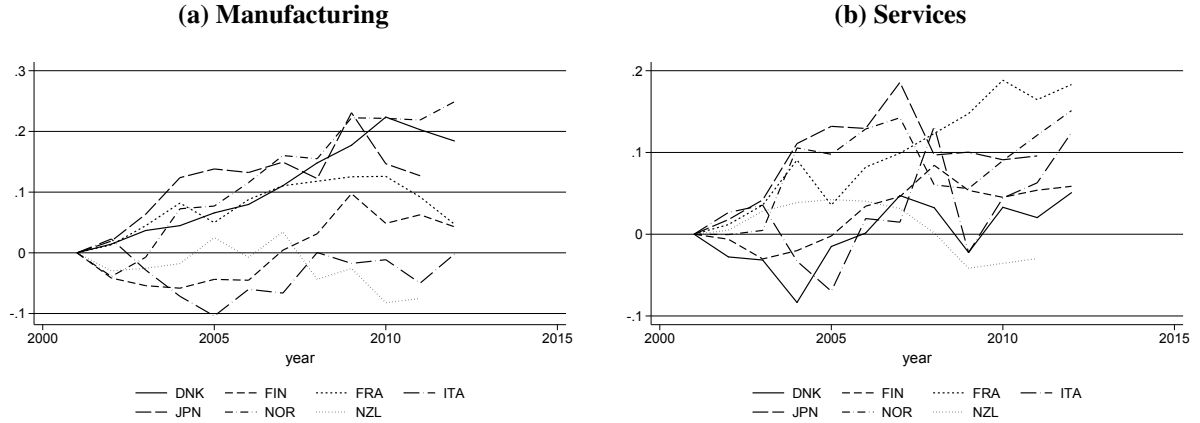 (a) Manufacturing
.3
.2
.1
0
-.1
2000 2005 2010 2015
year
DNK FIN FRA ITA
JPN NOR NZL
(b) Services
.2
.1
0
-.1
2000 2005 2010 2015
year
DNK FIN FRA ITA
JPN NOR NZL